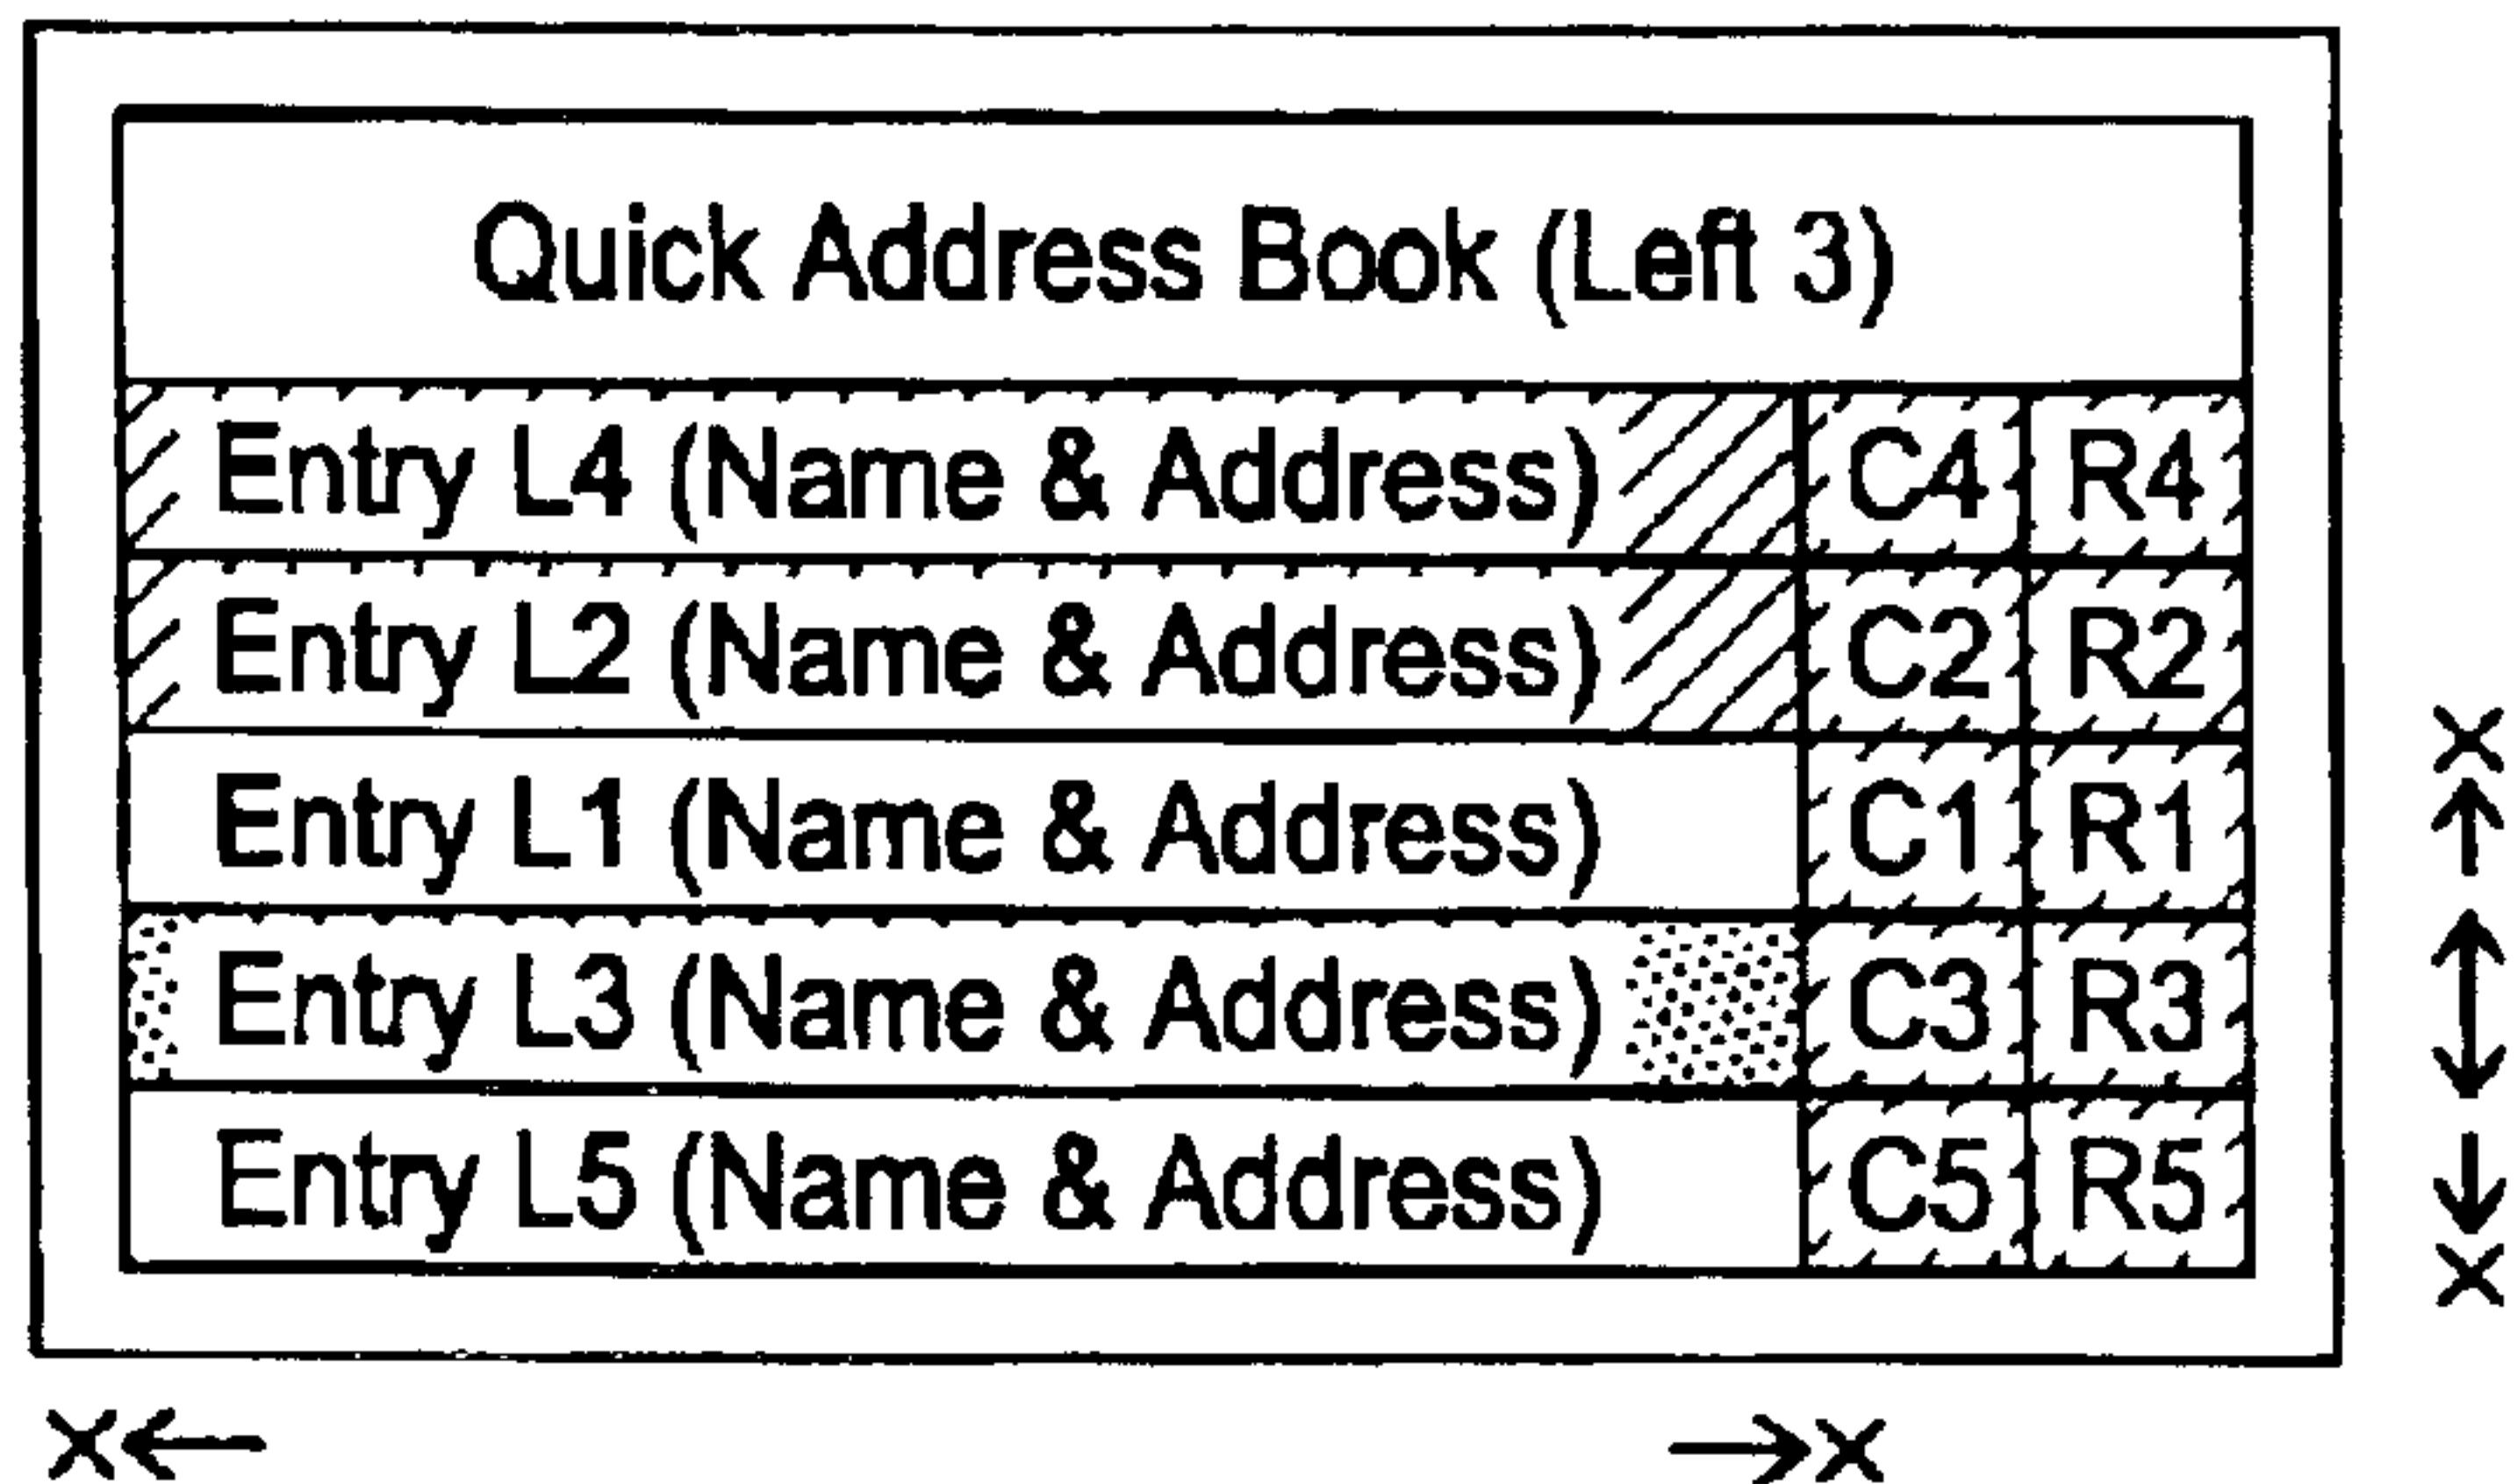 Quick Address Book (Left 3)
Entry L4 (Name & Address) C4 R4
Entry L2 (Name & Address) C2 R2
Entry L1 (Name & Address) C1 R1
Entry L3 (Name & Address) C3 R3
Entry L5 (Name & Address) C5 R5